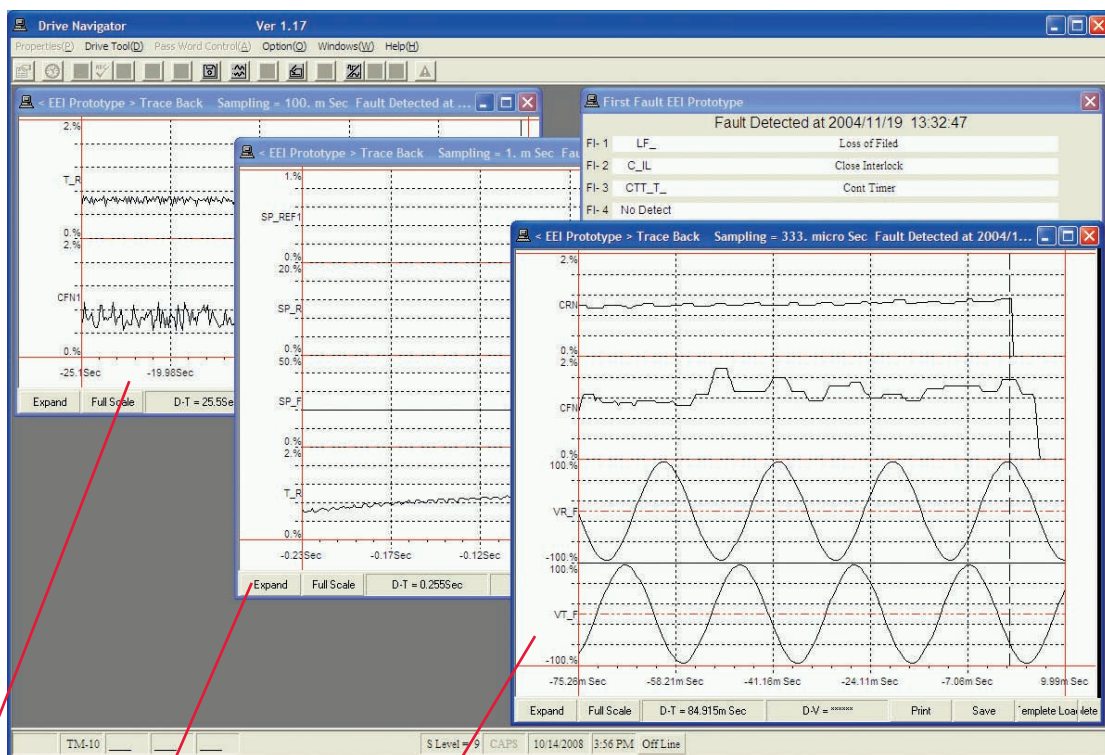 Drive Navigator Ver 1.17
Properties(P) Drive Tool(D) Pass Word Control(A) Option(O) Windows(W) Help(H)
< EEI Prototype > Trace Back Sampling = 100. m Sec Fault Detected at ...
2.%
T_R
0.%
2.%
CFN1
0.%
-25.1Sec -19.98Sec
Expand Full Scale D-T = 25.5Se
< EEI Prototype > Trace Back Sampling = 1. m Sec Fau
1.%
SP_REF1
0.%
20.%
SP_R
0.%
50.%
SP_F
0.%
2.%
T_R
0.%
-0.23Sec -0.17Sec -0.12Sec
Expand Full Scale D-T = 0.255Sec
First Fault EEI Prototype
Fault Detected at 2004/11/19 13:32:47
FI- 1 LF_ Loss of Filed
FI- 2 C_IL Close Interlock
FI- 3 CTT_T_ Cont Timer
FI- 4 No Detect
< EEI Prototype > Trace Back Sampling = 333. micro Sec Fault Detected at 2004/1...
2.%
CRN
0.%
2.%
CFN
0.%
100.%
VR_F
-100.%
100.%
VT_F
-100.%
-75.26m Sec -58.21m Sec -41.16m Sec -24.11m Sec -7.06m Sec 9.99m Sec
Expand Full Scale D-T = 84.915m Sec D-V = ****** Print Save emplete Loa lete
TM-10 ___ ___ ___ S Level = 9 CAPS 10/14/2008 3:56 PM Off Line